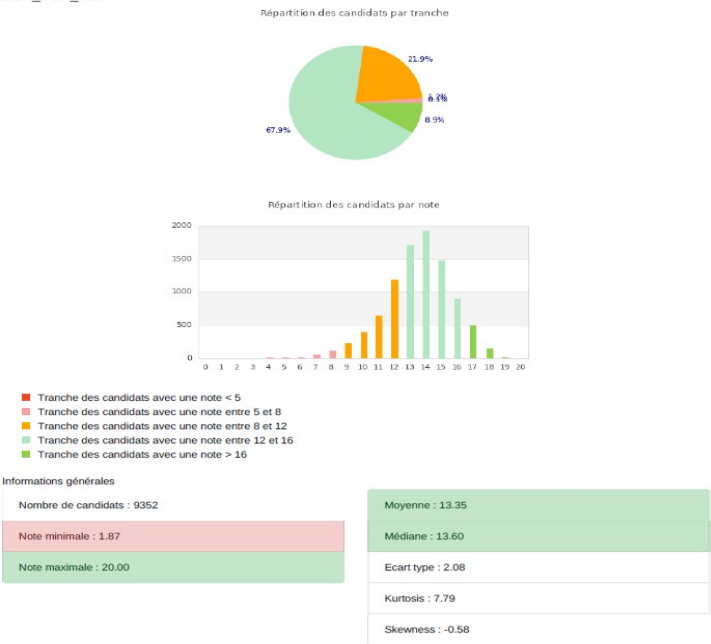 Répartition des candidats par tranche
21.9%
8.9%
67.9%
Répartition des candidats par note
2000
1500
1000
500
0
0 1 2 3 4 5 6 7 8 9 10 11 12 13 14 15 16 17 18 19 20
Tranche des candidats avec une note < 5
Tranche des candidats avec une note entre 5 et 8
Tranche des candidats avec une note entre 8 et 12
Tranche des candidats avec une note entre 12 et 16
Tranche des candidats avec une note > 16
Informations générales
Nombre de candidats : 9352
Note minimale : 1.87
Note maximale : 20.00
Moyenne : 13.35
Médiane : 13.60
Ecart type : 2.08
Kurtosis : 7.79
Skewness : -0.58